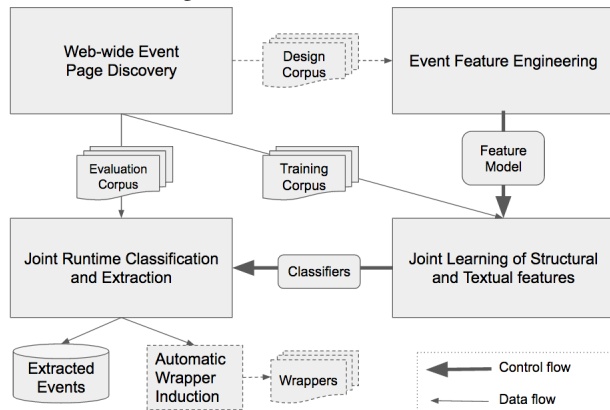 Web-wide Event
Page Discovery
Design
Corpus
Event Feature Engineering
Evaluation
Corpus
Training
Corpus
Feature
Model
Joint Runtime Classification
and Extraction
Classifiers
Joint Learning of Structural
and Textual features
Extracted
Events
Automatic
Wrapper
Induction
Wrappers
Control flow
Data flow